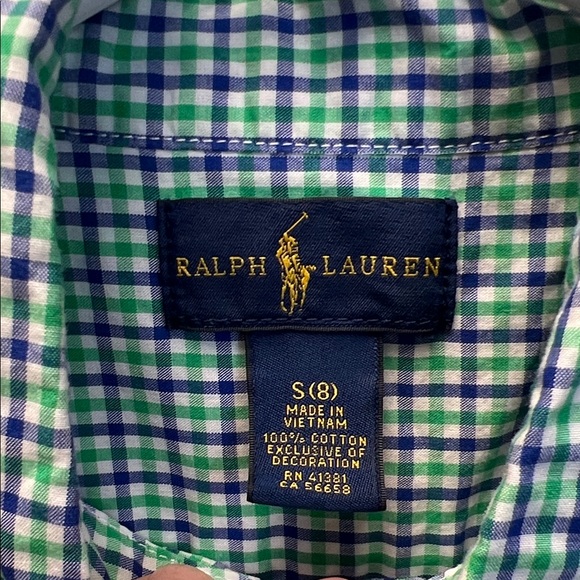 RALPH LAUREN
S(8)
MADE IN
VIETNAM
100% COTTON
EXCLUSIVE OF
DECORATION
RN 41381
CA 56658